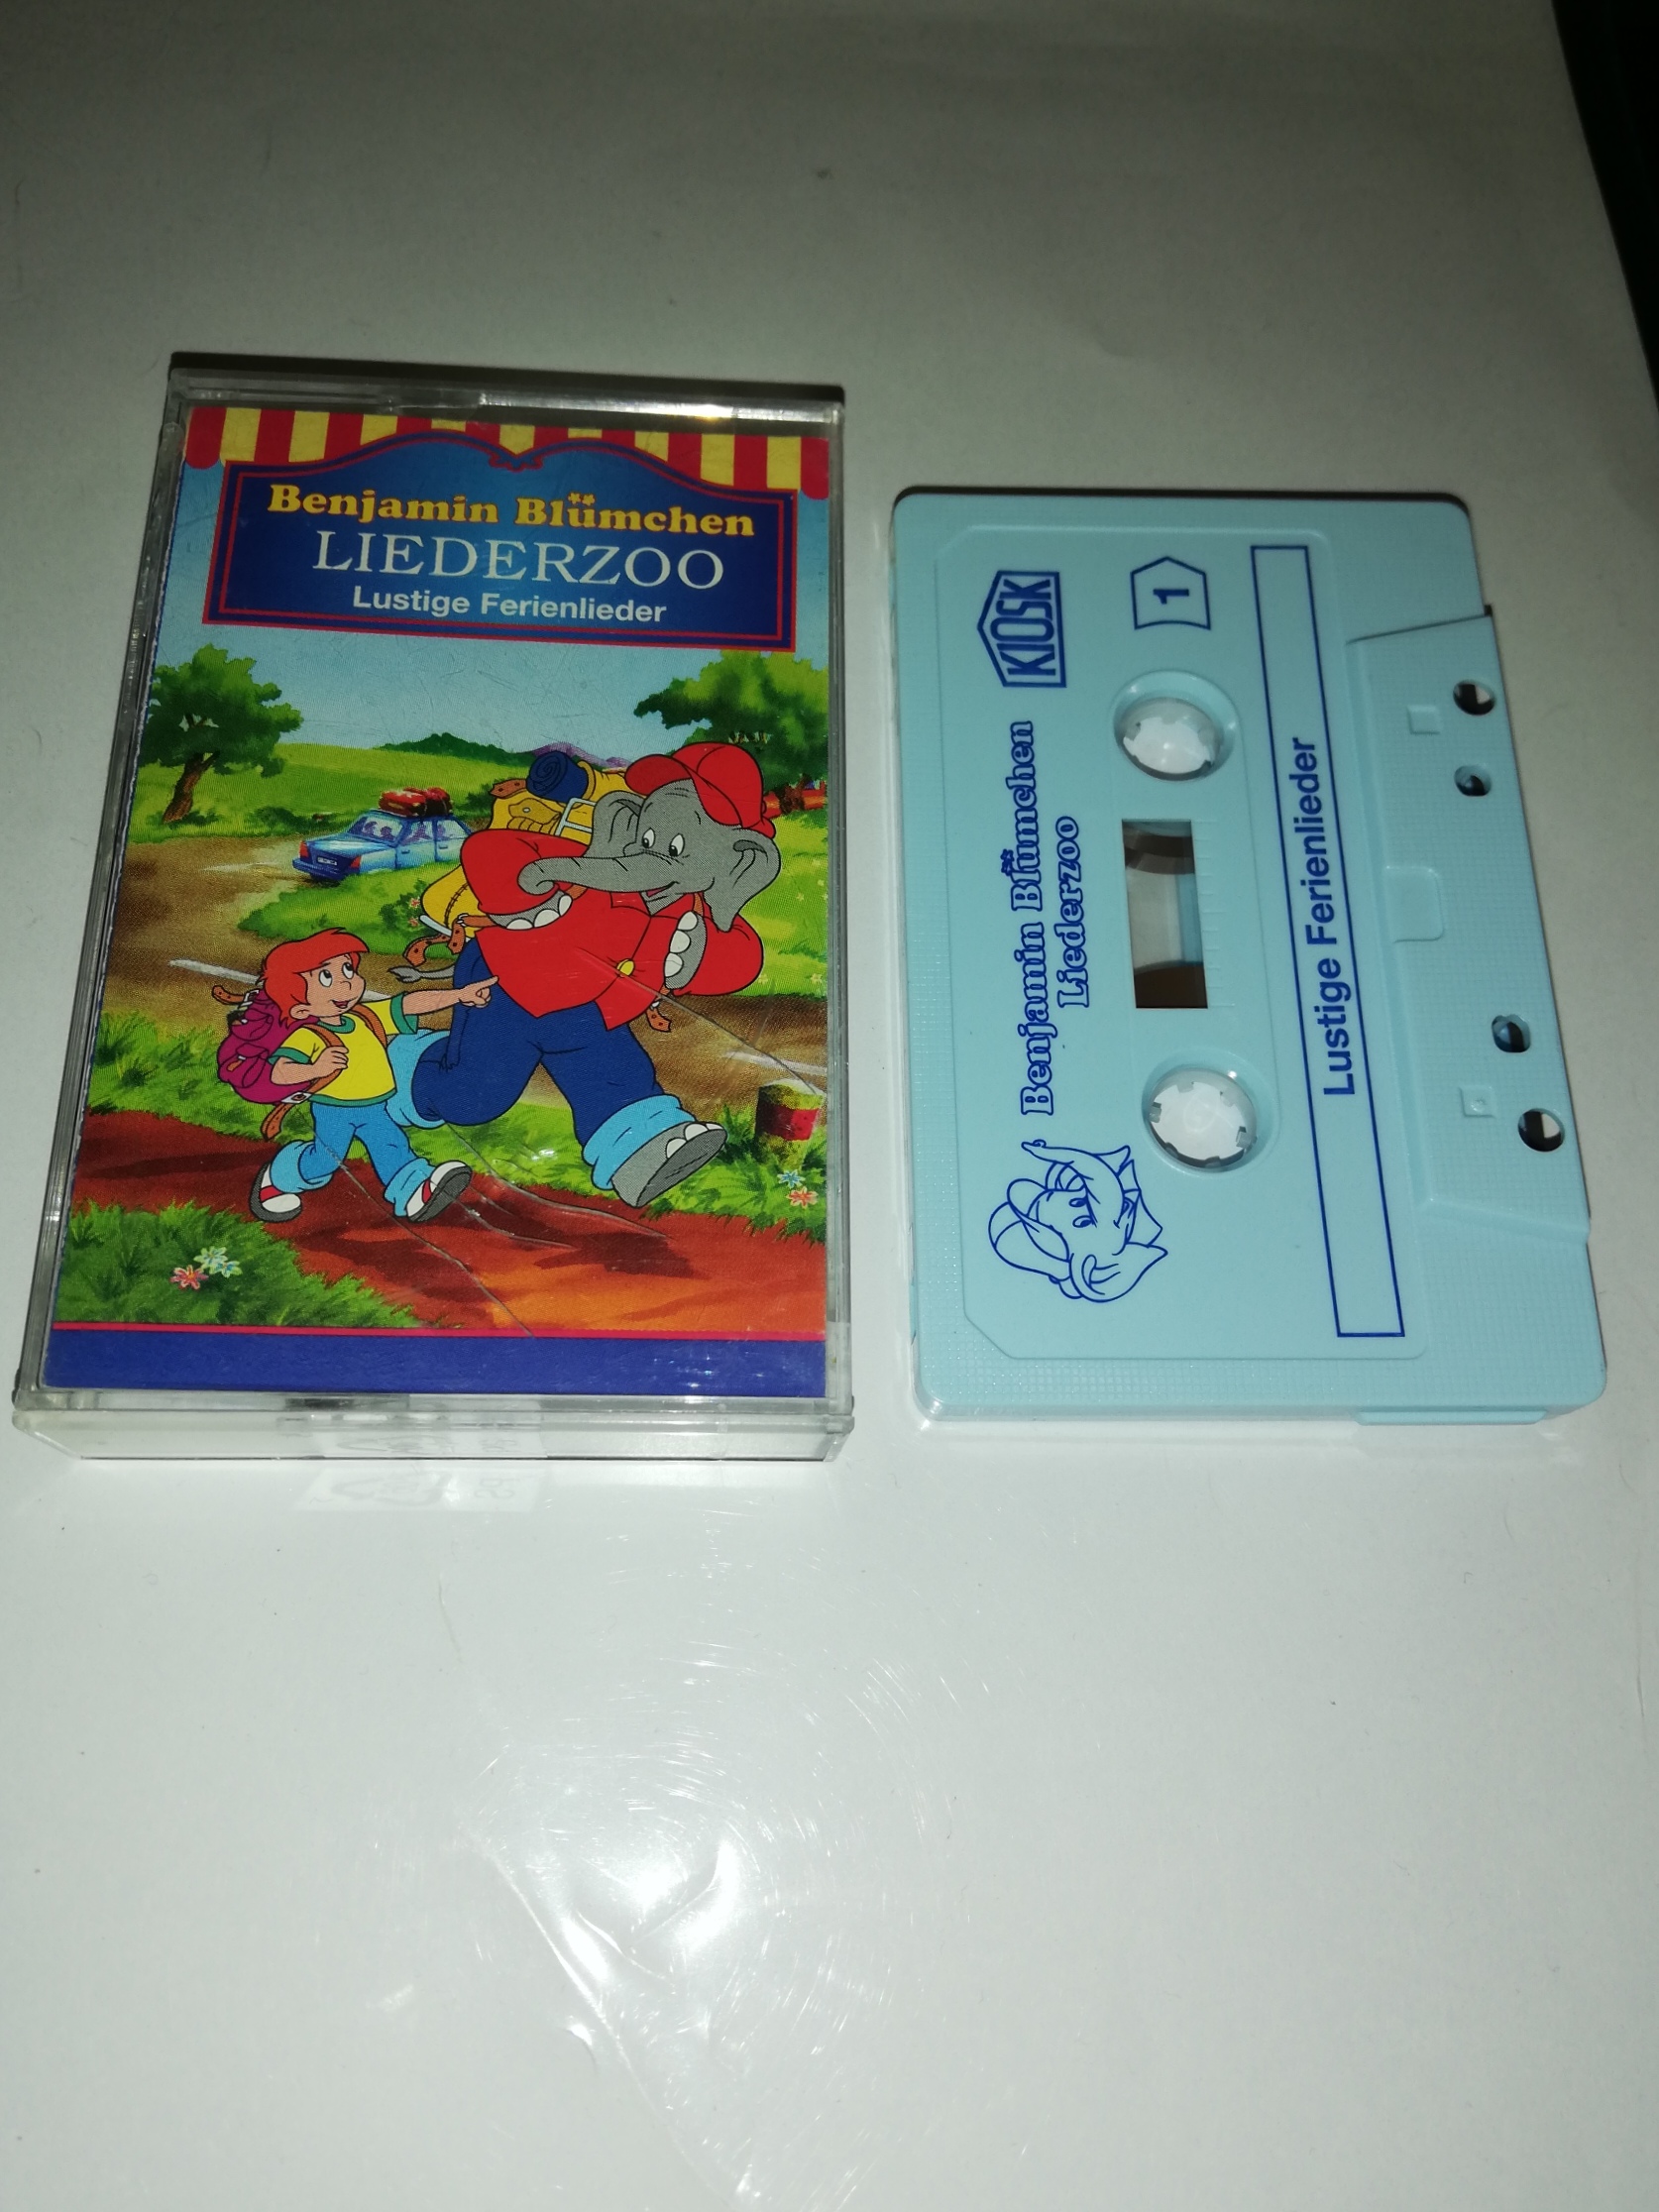 Benjamin Blümchen
LIEDERZOO
Lustige Ferienlieder
KIOSK
1
Benjamin Blümchen
Liederzoo
Lustige Ferienlieder